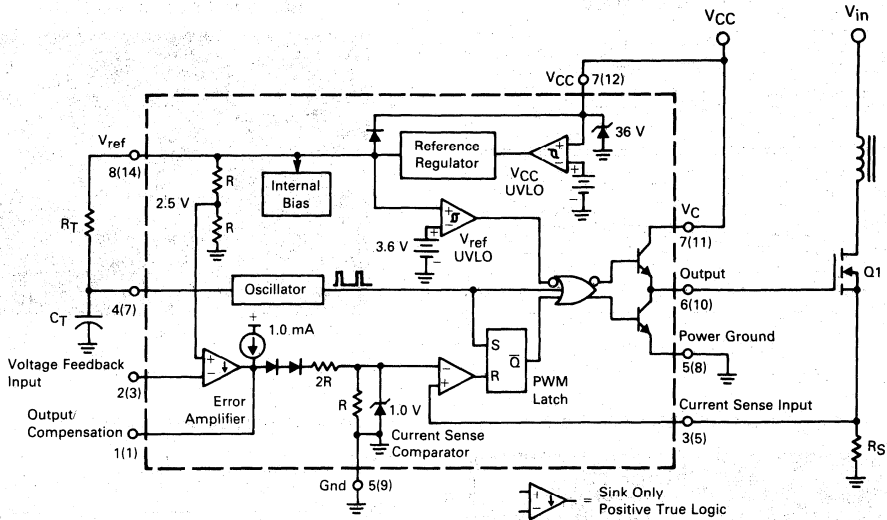 VCC
Vin
VCC 7(12)
36 V
Vref
8(14)
Reference
Regulator
VCC
UVLO
+
−
+
−
R
Internal
Bias
2.5 V
R
RT
+
−
3.6 V
+
−
Vref
UVLO
VC
7(11)
Output
6(10)
Q1
Oscillator
4(7)
CT
+
1.0 mA
Power Ground
5(8)
S
Q
R
PWM
Latch
Voltage Feedback
Input
2(3)
+
−
Error
Amplifier
2R
R
1.0 V
−
+
Current Sense
Comparator
Current Sense Input
3(5)
RS
Output/
Compensation
1(1)
Gnd 5(9)
+
−
= Sink Only
Positive True Logic